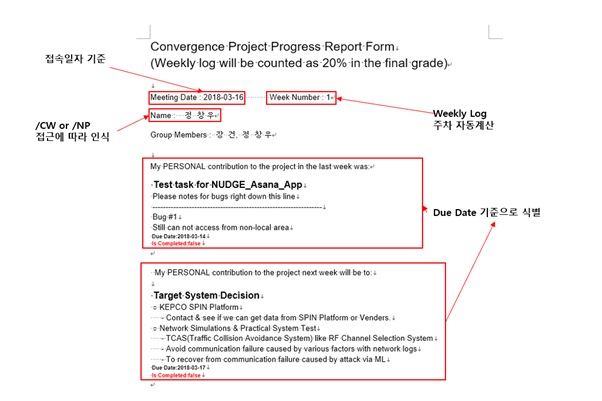 Convergence Project Progress Report Form
(Weekly log will be counted as 20% in the final grade)
접속일자 기준
Meeting Date : 2018-03-16 Week Number : 1
/CW or /NP
접근에 따라 인식
Name : 정 창우
Weekly Log
주차 자동계산
Group Members : 장 건, 정 창우
My PERSONAL contribution to the project in the last week was:
Test task for NUDGE_Asana_App
Please notes for bugs right down this line
----------------------------------------------------------------
Bug #1
Still can not access from non-local area
Due Date:2018-03-14
Is Completed:false
Due Date 기준으로 식별
My PERSONAL contribution to the project next week will be to:
Target System Decision
KEPCO SPIN Platform
- Contact & see if we can get data from SPIN Platform or Venders.
Network Simulations & Practical System Test
- TCAS(Traffic Collision Avoidance System) like RF Channel Selection System
- Avoid communication failure caused by various factors with network logs
- To recover from communication failure caused by attack via ML
Due Date:2018-03-17
Is Completed:false